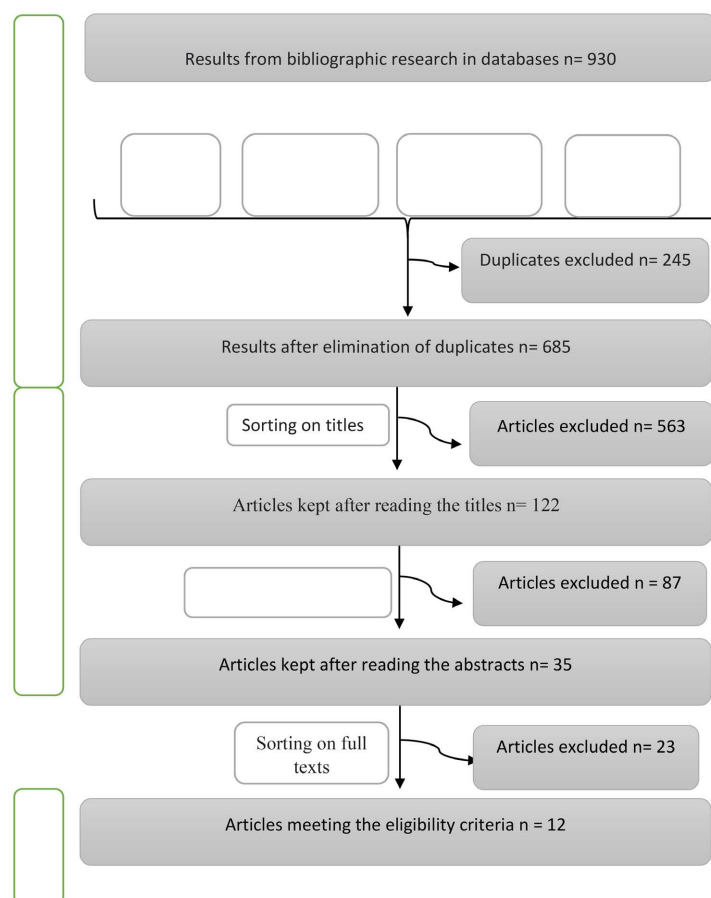 Results from bibliographic research in databases n= 930
Duplicates excluded n= 245
Results after elimination of duplicates n= 685
Sorting on titles
Articles excluded n= 563
Articles kept after reading the titles n= 122
Articles excluded n = 87
Articles kept after reading the abstracts n= 35
Sorting on full
texts
Articles excluded n= 23
Articles meeting the eligibility criteria n = 12